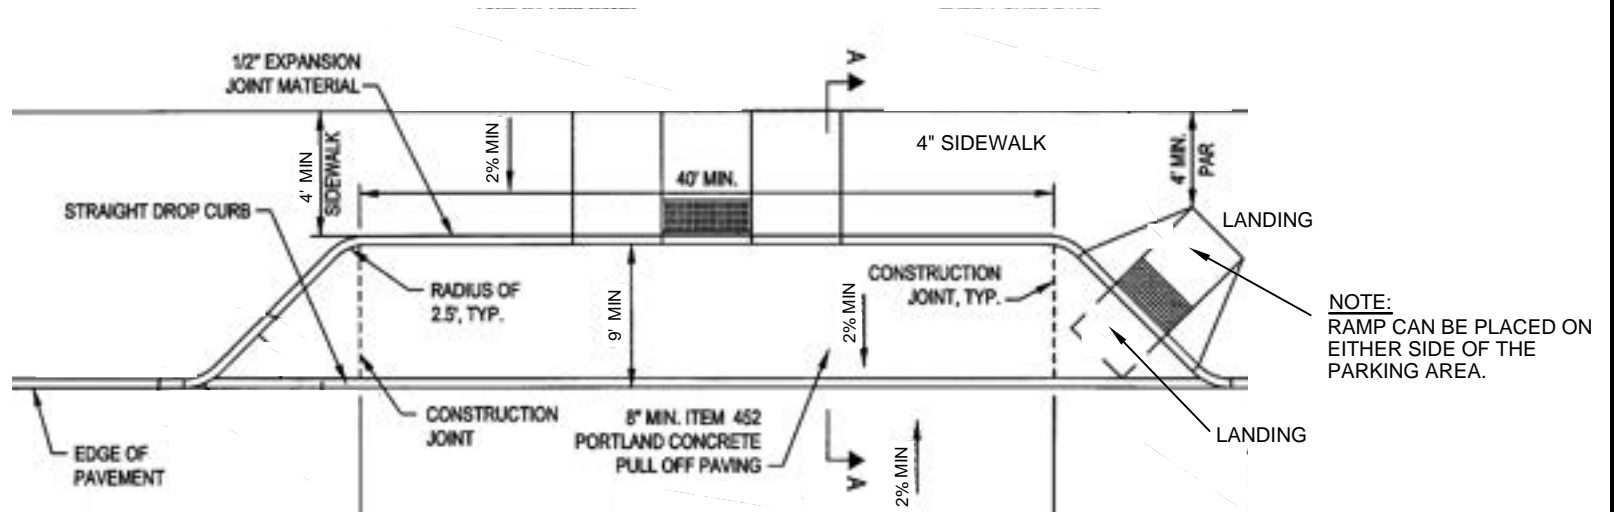 1/2" EXPANSION
JOINT MATERIAL
A
4' MIN
SIDEWALK
2% MIN
4" SIDEWALK
4' MIN.
PAR
40' MIN.
STRAIGHT DROP CURB
LANDING
RADIUS OF
2.5', TYP.
9' MIN
2% MIN
CONSTRUCTION
JOINT, TYP.
NOTE:
RAMP CAN BE PLACED ON
EITHER SIDE OF THE
PARKING AREA.
EDGE OF
PAVEMENT
CONSTRUCTION
JOINT
8" MIN. ITEM 452
PORTLAND CONCRETE
PULL OFF PAVING
A
2% MIN
LANDING